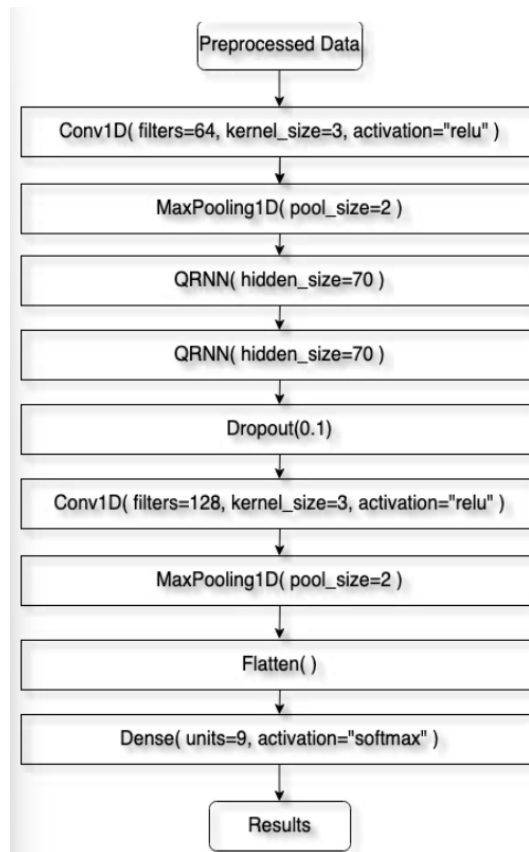 Preprocessed Data
Conv1D( filters=64, kernel_size=3, activation="relu" )
MaxPooling1D( pool_size=2 )
QRNN( hidden_size=70 )
QRNN( hidden_size=70 )
Dropout(0.1)
Conv1D( filters=128, kernel_size=3, activation="relu" )
MaxPooling1D( pool_size=2 )
Flatten( )
Dense( units=9, activation="softmax" )
Results